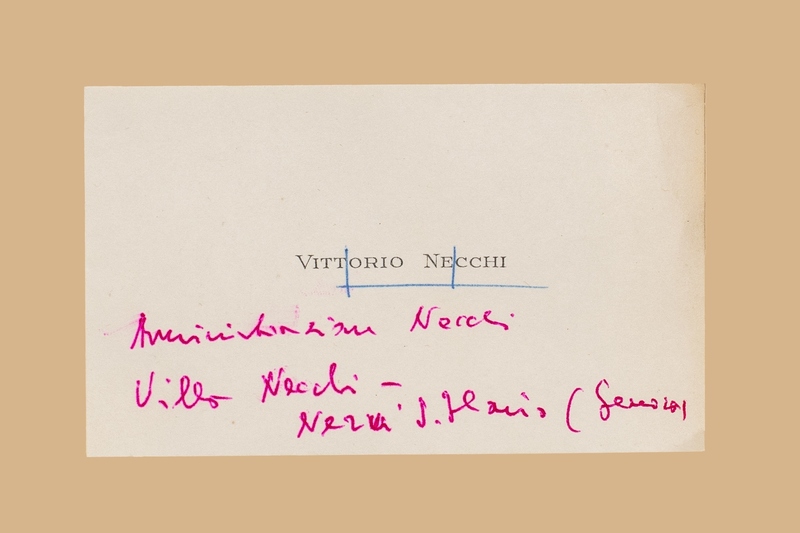 VITTORIO NECCHI
Amministrazione Necchi
Villa Necchi –
Nervi S. Ilario (Genova)